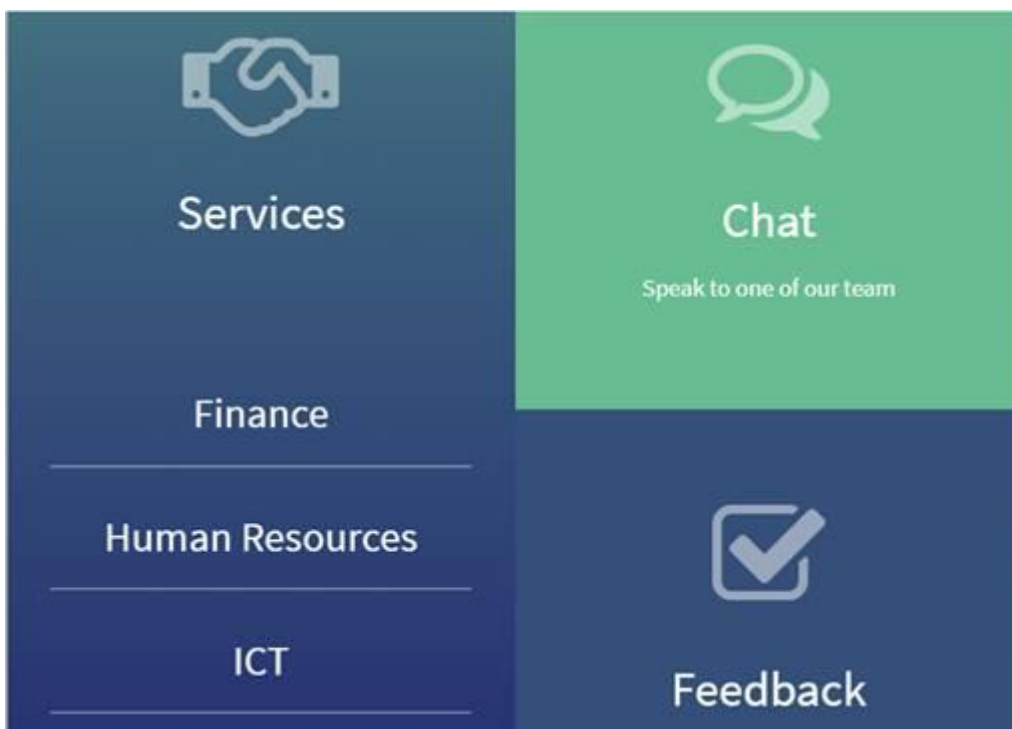 Services
Finance
Human Resources
ICT
Chat
Speak to one of our team
Feedback